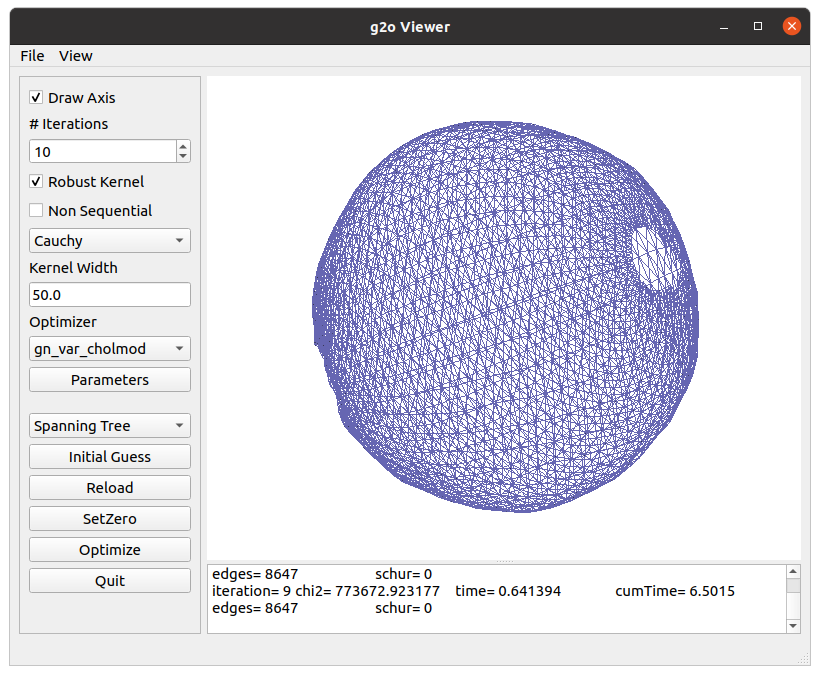 g2o Viewer
File View
Draw Axis
# Iterations
10
Robust Kernel
Non Sequential
Cauchy
Kernel Width
50.0
Optimizer
gn_var_cholmod
Parameters
Spanning Tree
Initial Guess
Reload
SetZero
Optimize
Quit
edges= 8647 schur= 0
iteration= 9 chi2= 773672.923177 time= 0.641394 cumTime= 6.5015
edges= 8647 schur= 0